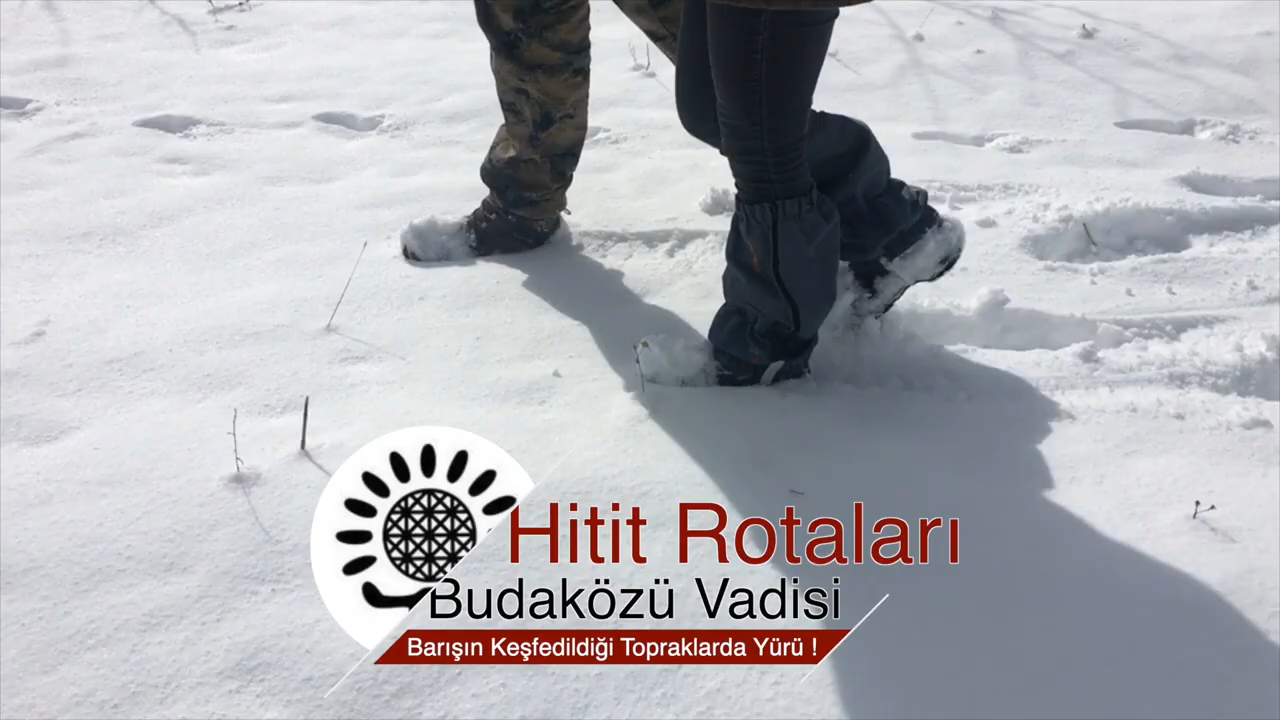 Hitit Rotaları
Budaközü Vadisi
Barışın Keşfedildiği Topraklarda Yürü !